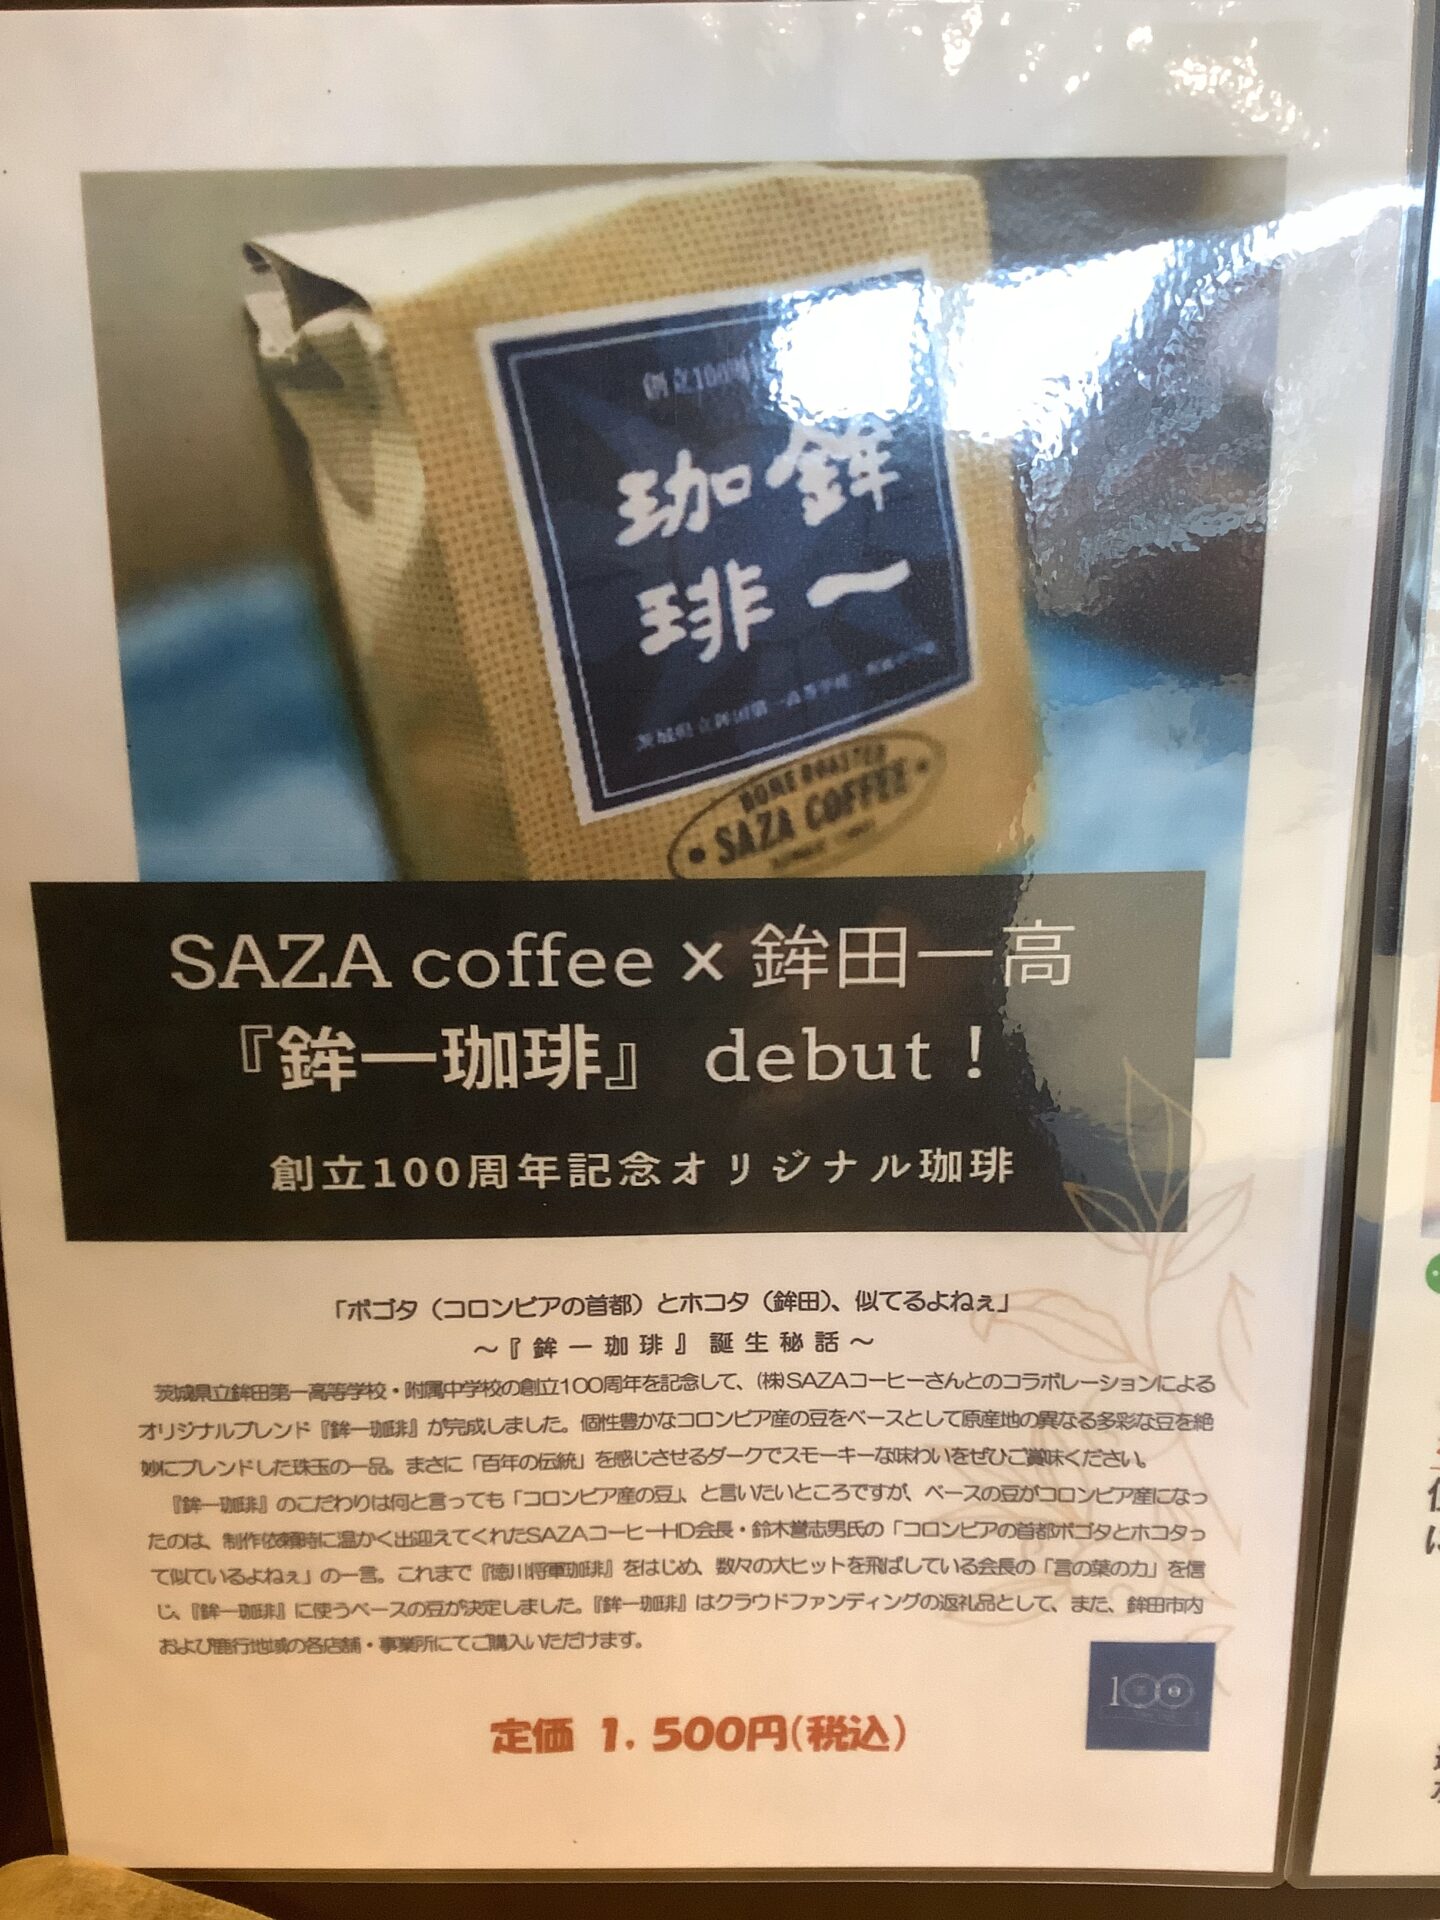 創立100周年
鉾一
珈琲
茨城県立鉾田第一高等学校・附属中学校
HOME ROASTED
SAZA COFFEE
SAZA coffee × 鉾田一高
『鉾一珈琲』 debut！
創立100周年記念オリジナル珈琲
「ボゴタ（コロンビアの首都）とホコタ（鉾田）、似てるよねぇ」
～『鉾一珈琲』誕生秘話～
茨城県立鉾田第一高等学校・附属中学校の創立100周年を記念して、(株)SAZAコーヒーさんとのコラボレーションによる
オリジナルブレンド『鉾一珈琲』が完成しました。個性豊かなコロンビア産の豆をベースとして原産地の異なる多彩な豆を絶
妙にブレンドした珠玉の一品。まさに「百年の伝統」を感じさせるダークでスモーキーな味わいをぜひご賞味ください。
『鉾一珈琲』のこだわりは何と言っても「コロンビア産の豆」、と言いたいところですが、ベースの豆がコロンビア産になっ
たのは、制作依頼時に温かく出迎えてくれたSAZAコーヒーHD会長・鈴木誉志男氏の「コロンビアの首都ボゴタとホコタっ
て似ているよねぇ」の一言。これまで『徳川将軍珈琲』をはじめ、数々の大ヒットを飛ばしている会長の「言の葉の力」を信
じ、『鉾一珈琲』に使うベースの豆が決定しました。『鉾一珈琲』はクラウドファンディングの返礼品として、また、鉾田市内
および鹿行地域の各店舗・事業所にてご購入いただけます。
100
定価 1．500円(税込)